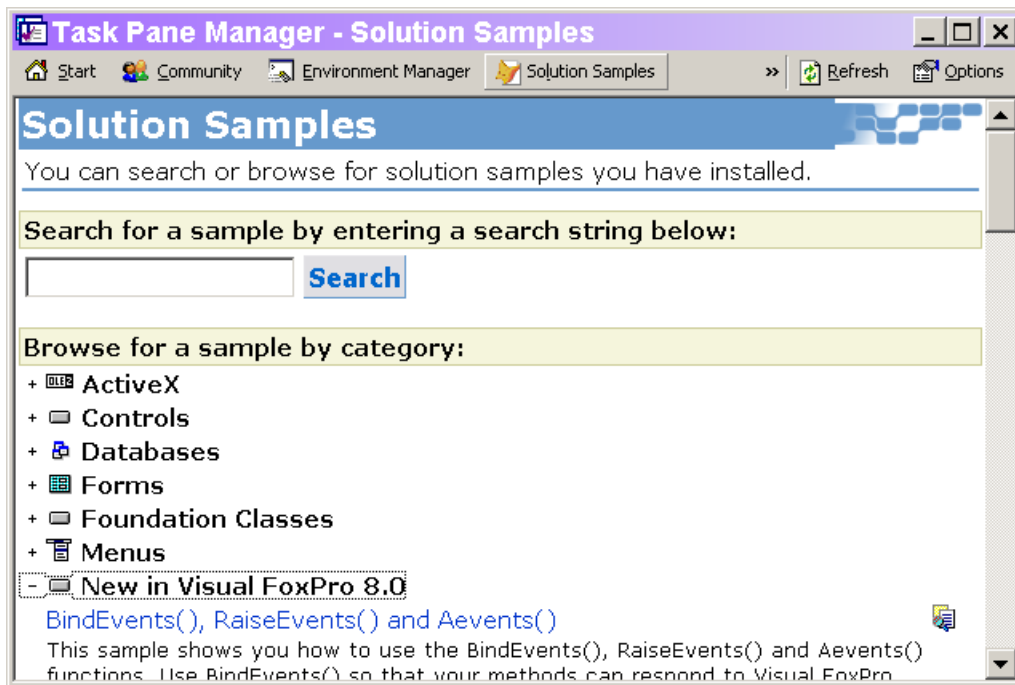 Task Pane Manager - Solution Samples
Start Community Environment Manager Solution Samples » Refresh Options
Solution Samples
You can search or browse for solution samples you have installed.
Search for a sample by entering a search string below:
Search
Browse for a sample by category:
+ ActiveX
+ Controls
+ Databases
+ Forms
+ Foundation Classes
+ Menus
- New in Visual FoxPro 8.0
BindEvents(), RaiseEvents() and Aevents()
This sample shows you how to use the BindEvents(), RaiseEvents() and Aevents()
functions. Use BindEvents() so that your methods can respond to Visual FoxPro